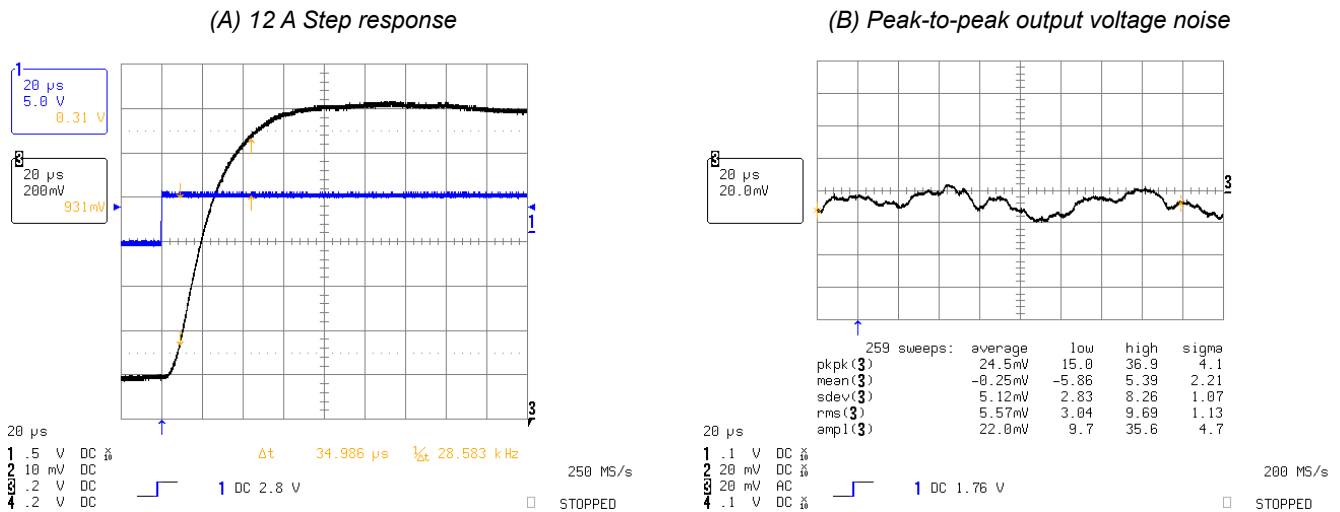 (A) 12 A Step response
1
20 µs
5.0 V
0.31 V
3
20 µs
200mV
931mV
1
3
20 µs
1 .5 V DC ×10
2 10 mV DC
3 .2 V DC
4 .2 V DC
Δt 34.986 µs 1/Δt 28.583 kHz
1 DC 2.8 V
250 MS/s
STOPPED
(B) Peak-to-peak output voltage noise
3
20 µs
20.0mV
3
259 sweeps: average low high sigma
pkpk(3) 24.5mV 15.0 36.9 4.1
mean(3) -0.25mV -5.86 5.39 2.21
sdev(3) 5.12mV 2.83 8.26 1.07
rms(3) 5.57mV 3.04 9.69 1.13
ampl(3) 22.0mV 9.7 35.6 4.7
20 µs
1 .1 V DC ×10
2 20 mV DC ×10
3 20 mV AC
4 .1 V DC ×10
1 DC 1.76 V
200 MS/s
STOPPED